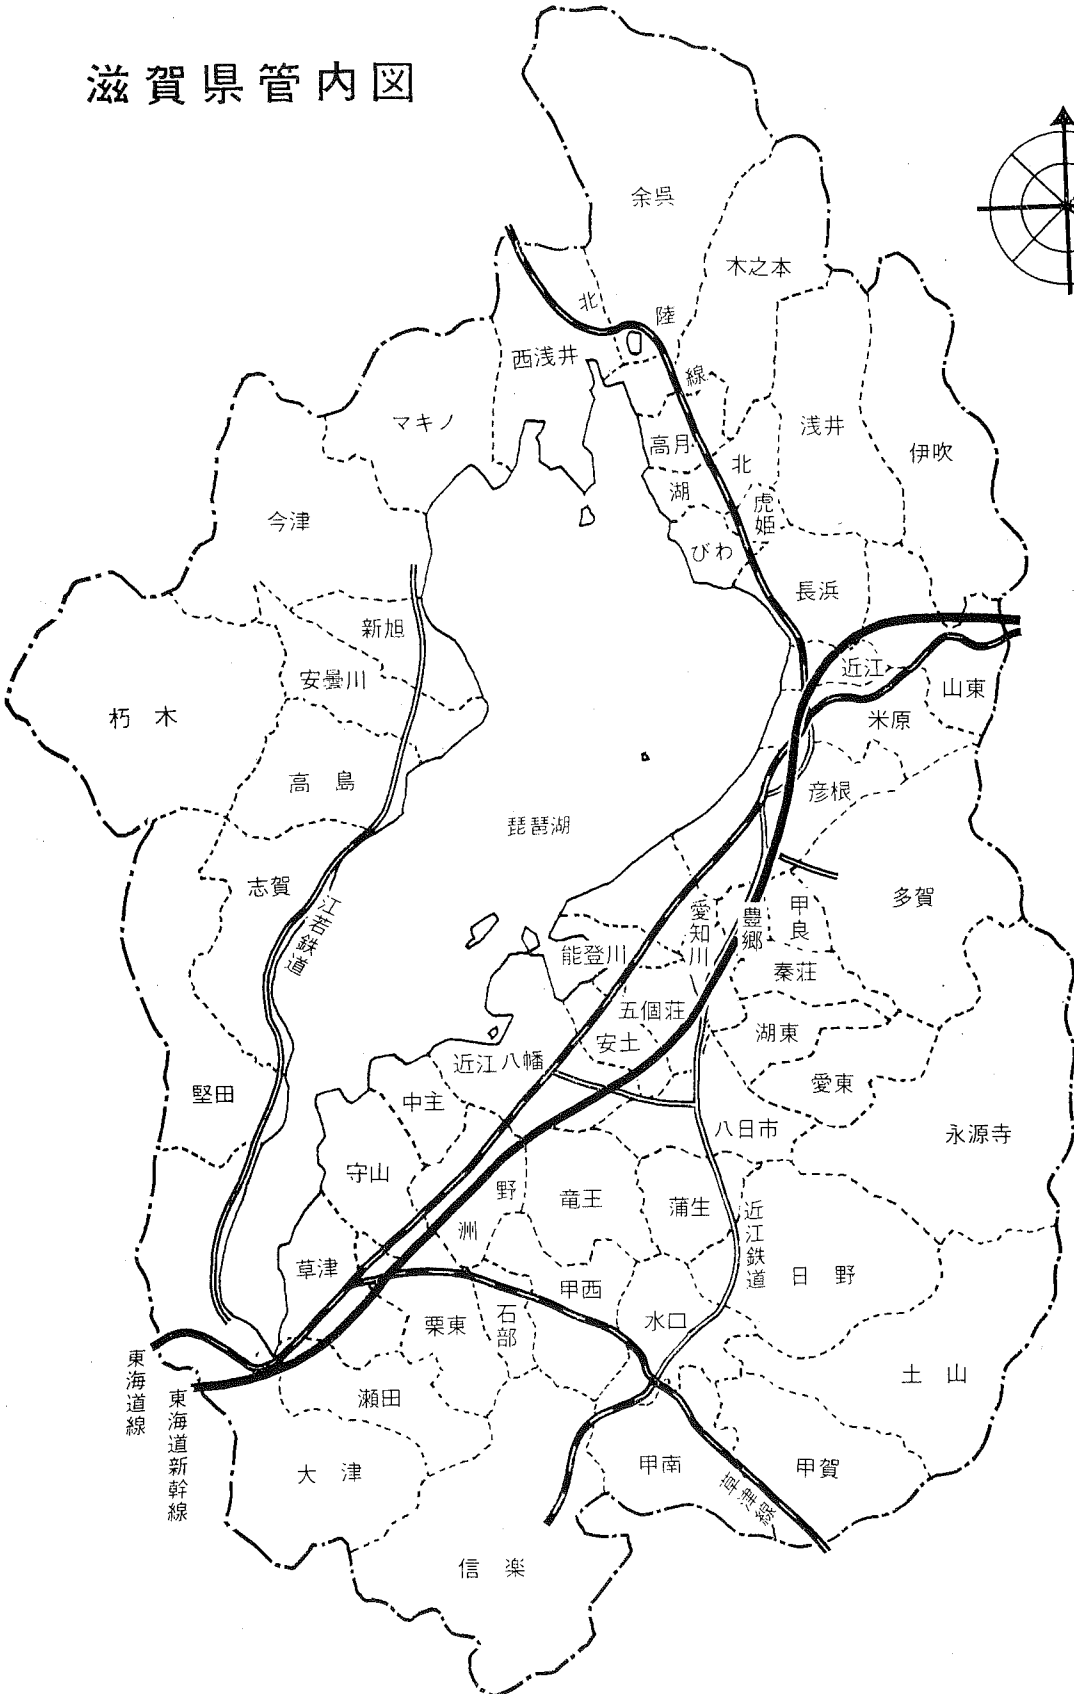 滋賀県管内図
余呉
木之本
北陸線
西浅井
マキノ
高月
浅井
伊吹
湖北
虎姫
びわ
今津
長浜
新旭
近江
山東
安曇川
米原
朽木
高島
彦根
琵琶湖
志賀
江若鉄道
多賀
愛知川
豊郷
甲良
能登川
秦荘
五個荘
湖東
安土
近江八幡
愛東
堅田
中主
八日市
永源寺
守山
野洲
竜王
蒲生
近江鉄道
草津
日野
甲西
栗東
石部
水口
東海道線
東海道新幹線
瀬田
土山
大津
甲南
草津線
甲賀
信楽